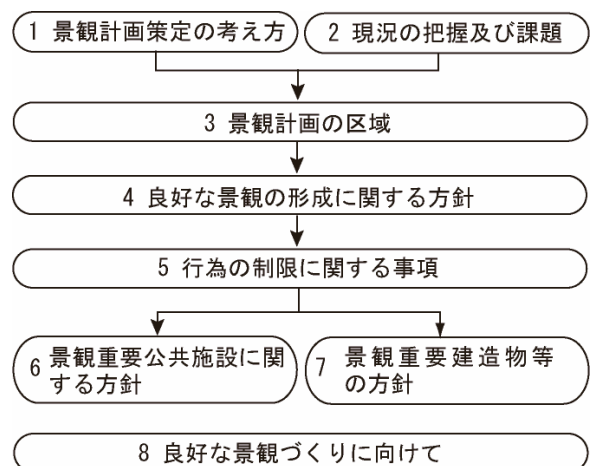 1 景観計画策定の考え方
2 現況の把握及び課題
3 景観計画の区域
4 良好な景観の形成に関する方針
5 行為の制限に関する事項
6 景観重要公共施設に関
する方針
7 景観重要建造物等
の方針
8 良好な景観づくりに向けて